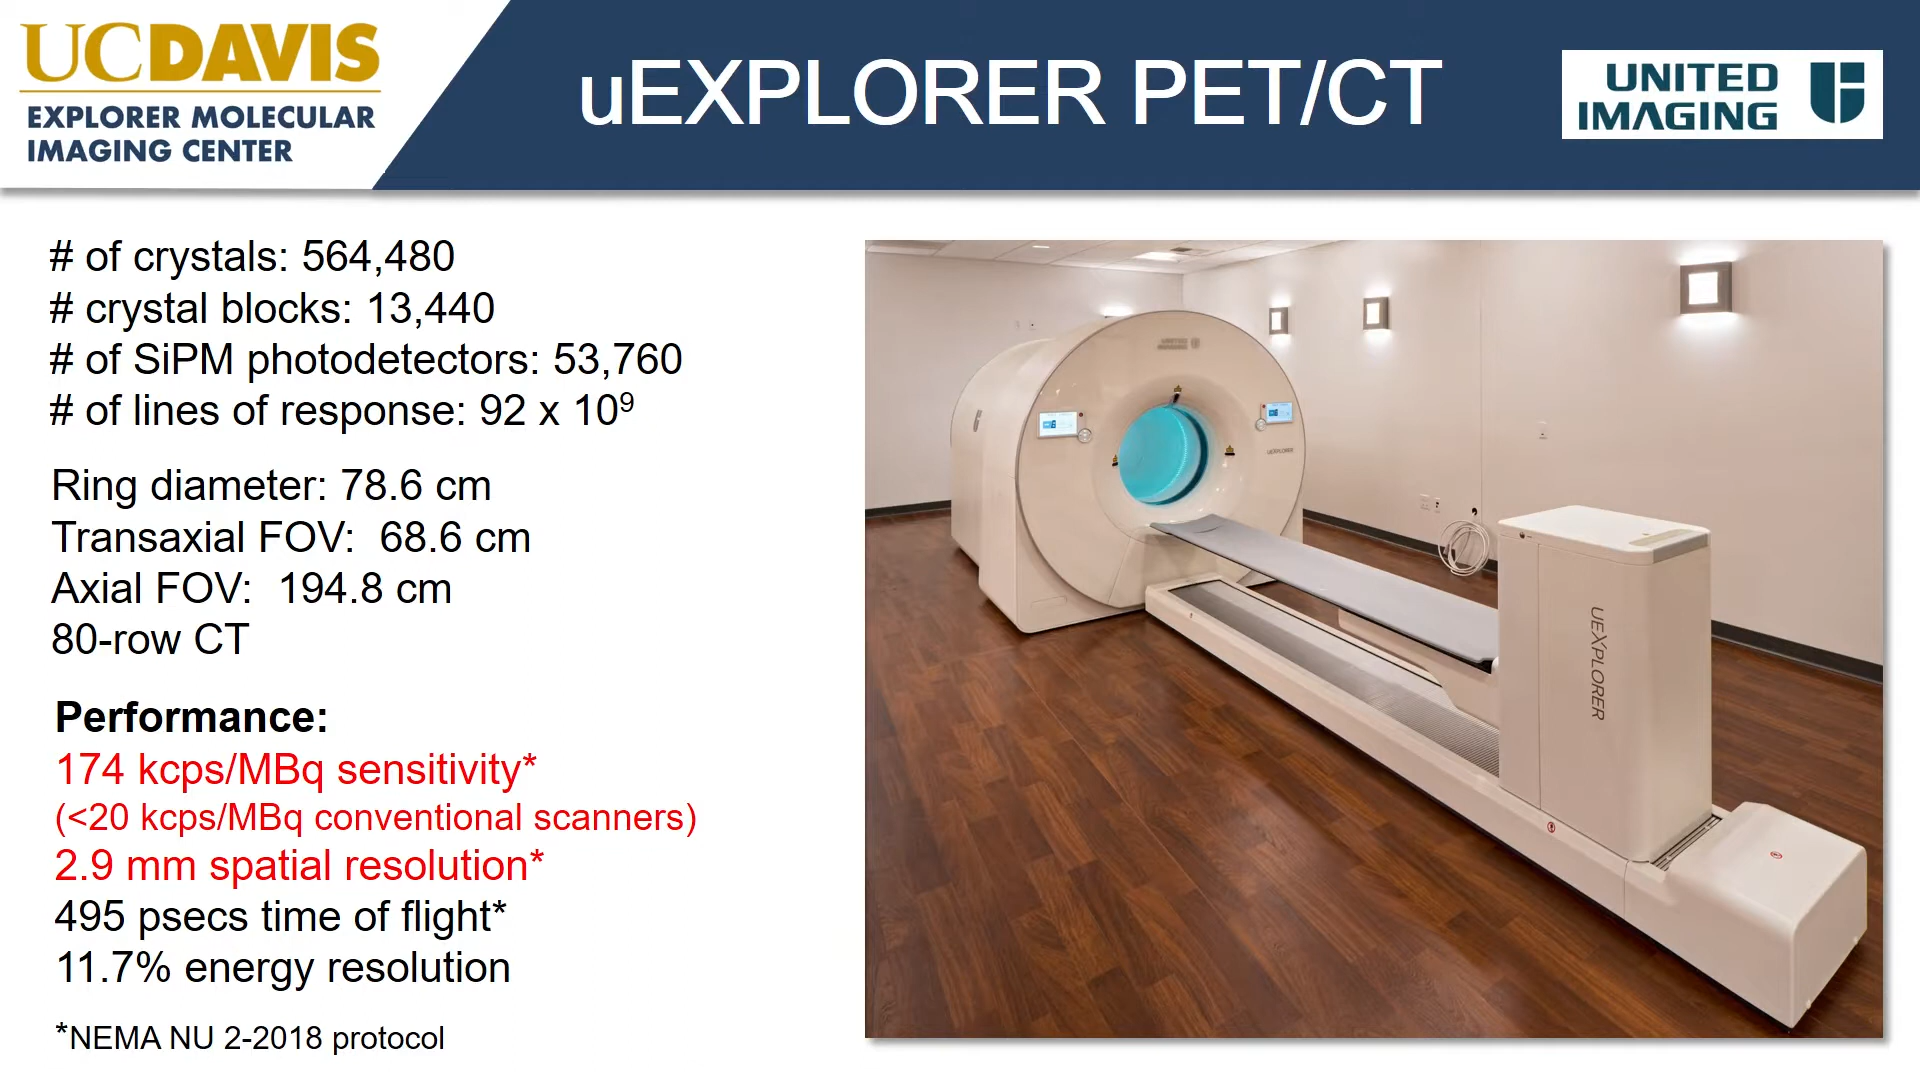 UCDAVIS
EXPLORER MOLECULAR
IMAGING CENTER
uEXPLORER PET/CT
UNITED
IMAGING
# of crystals: 564,480
# crystal blocks: 13,440
# of SiPM photodetectors: 53,760
# of lines of response: 92 x 10⁹
Ring diameter: 78.6 cm
Transaxial FOV: 68.6 cm
Axial FOV: 194.8 cm
80-row CT
Performance:
174 kcps/MBq sensitivity*
(<20 kcps/MBq conventional scanners)
2.9 mm spatial resolution*
495 psecs time of flight*
11.7% energy resolution
*NEMA NU 2-2018 protocol
UNITED
IMAGING
uEXPLORER
uEXPLORER